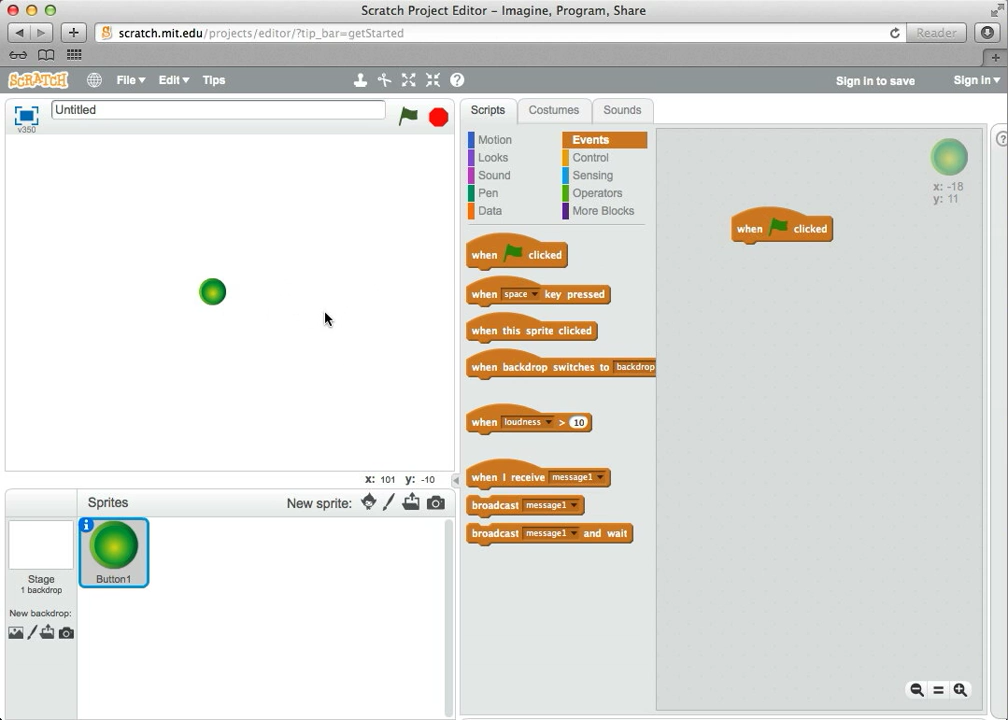 Scratch Project Editor - Imagine, Program, Share
scratch.mit.edu/projects/editor/?tip_bar=getStarted
Reader
SCRATCH
File
Edit
Tips
Sign in to save
Sign in
v350
Untitled
Scripts
Costumes
Sounds
Motion
Events
Looks
Control
Sound
Sensing
Pen
Operators
Data
More Blocks
when clicked
when space key pressed
when this sprite clicked
when backdrop switches to backdrop
when loudness > 10
when I receive message1
broadcast message1
broadcast message1 and wait
when clicked
x: -18
y: 11
x: 101 y: -10
Sprites
New sprite:
Stage
1 backdrop
New backdrop:
Button1